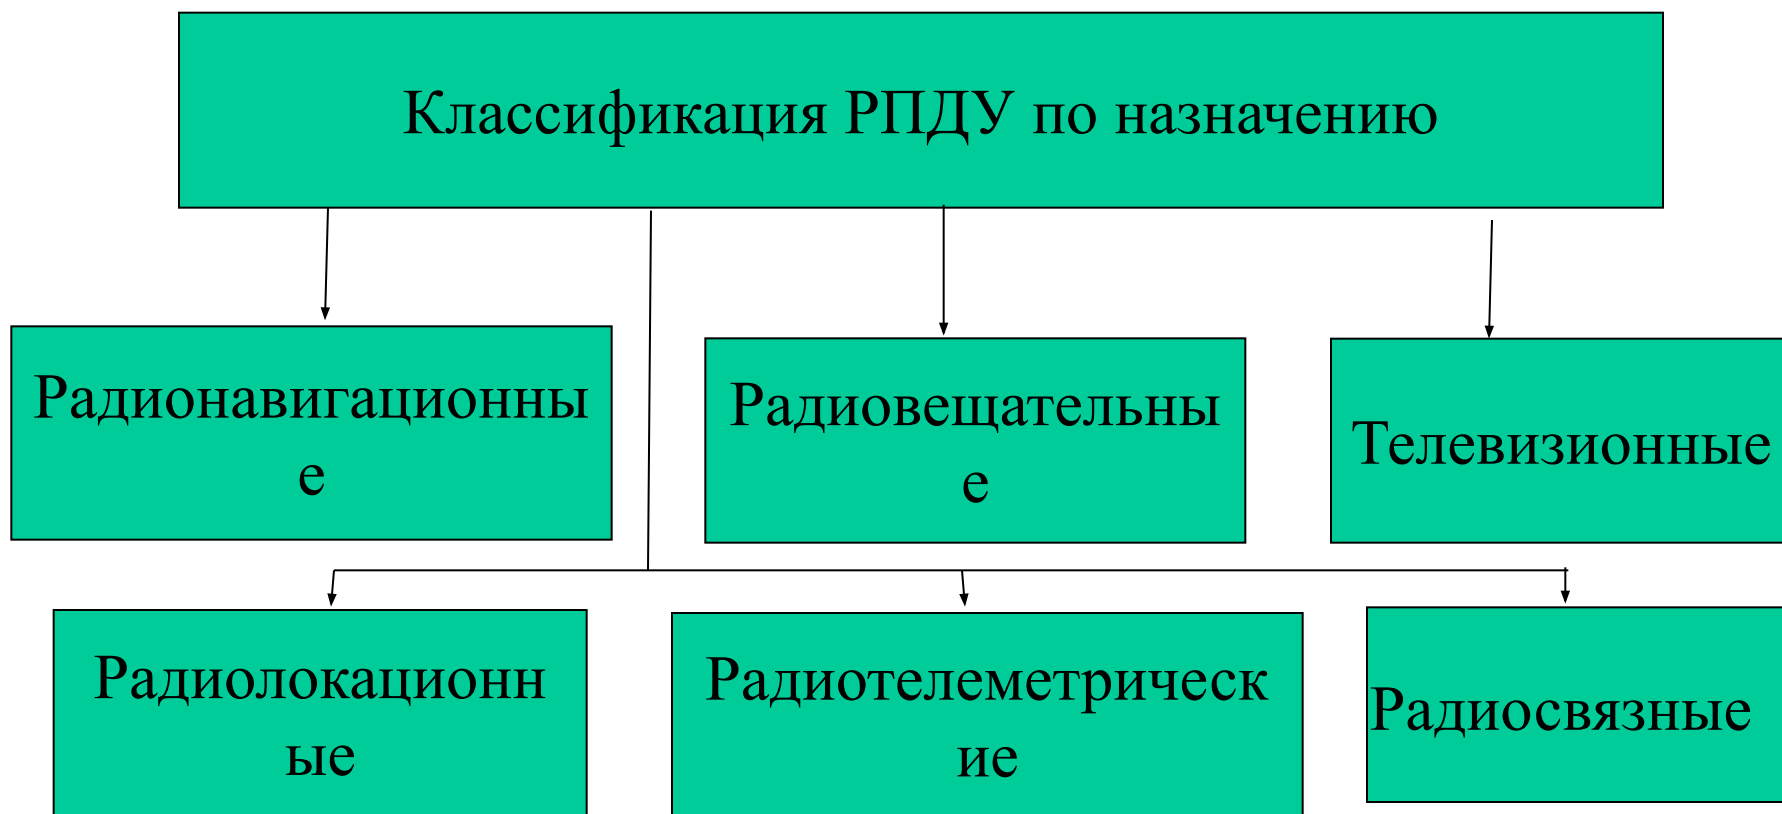 Классификация РПДУ по назначению
Радионавигационны
е
Радиовещательны
е
Телевизионные
Радиолокационн
ые
Радиотелеметрическ
ие
Радиосвязные